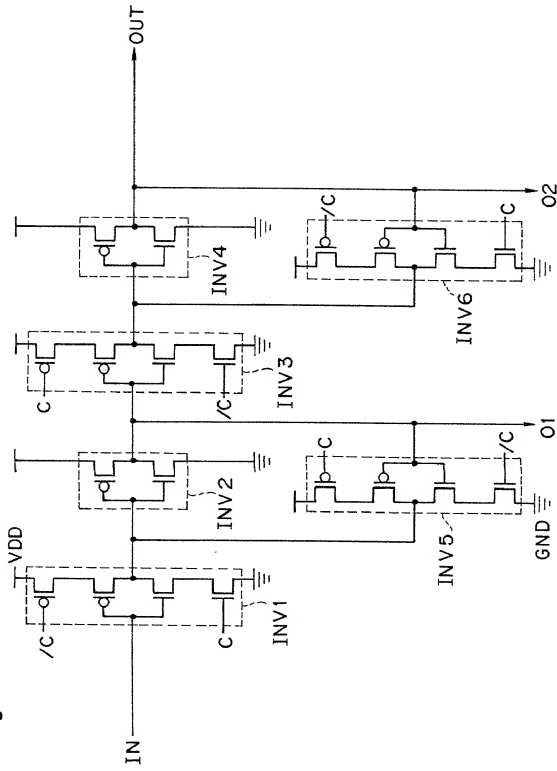 OUT
VDD
/C
C
C
/C
INV1
INV2
INV3
INV4
IN
C
/C
/C
C
INV5
INV6
GND
O1
O2